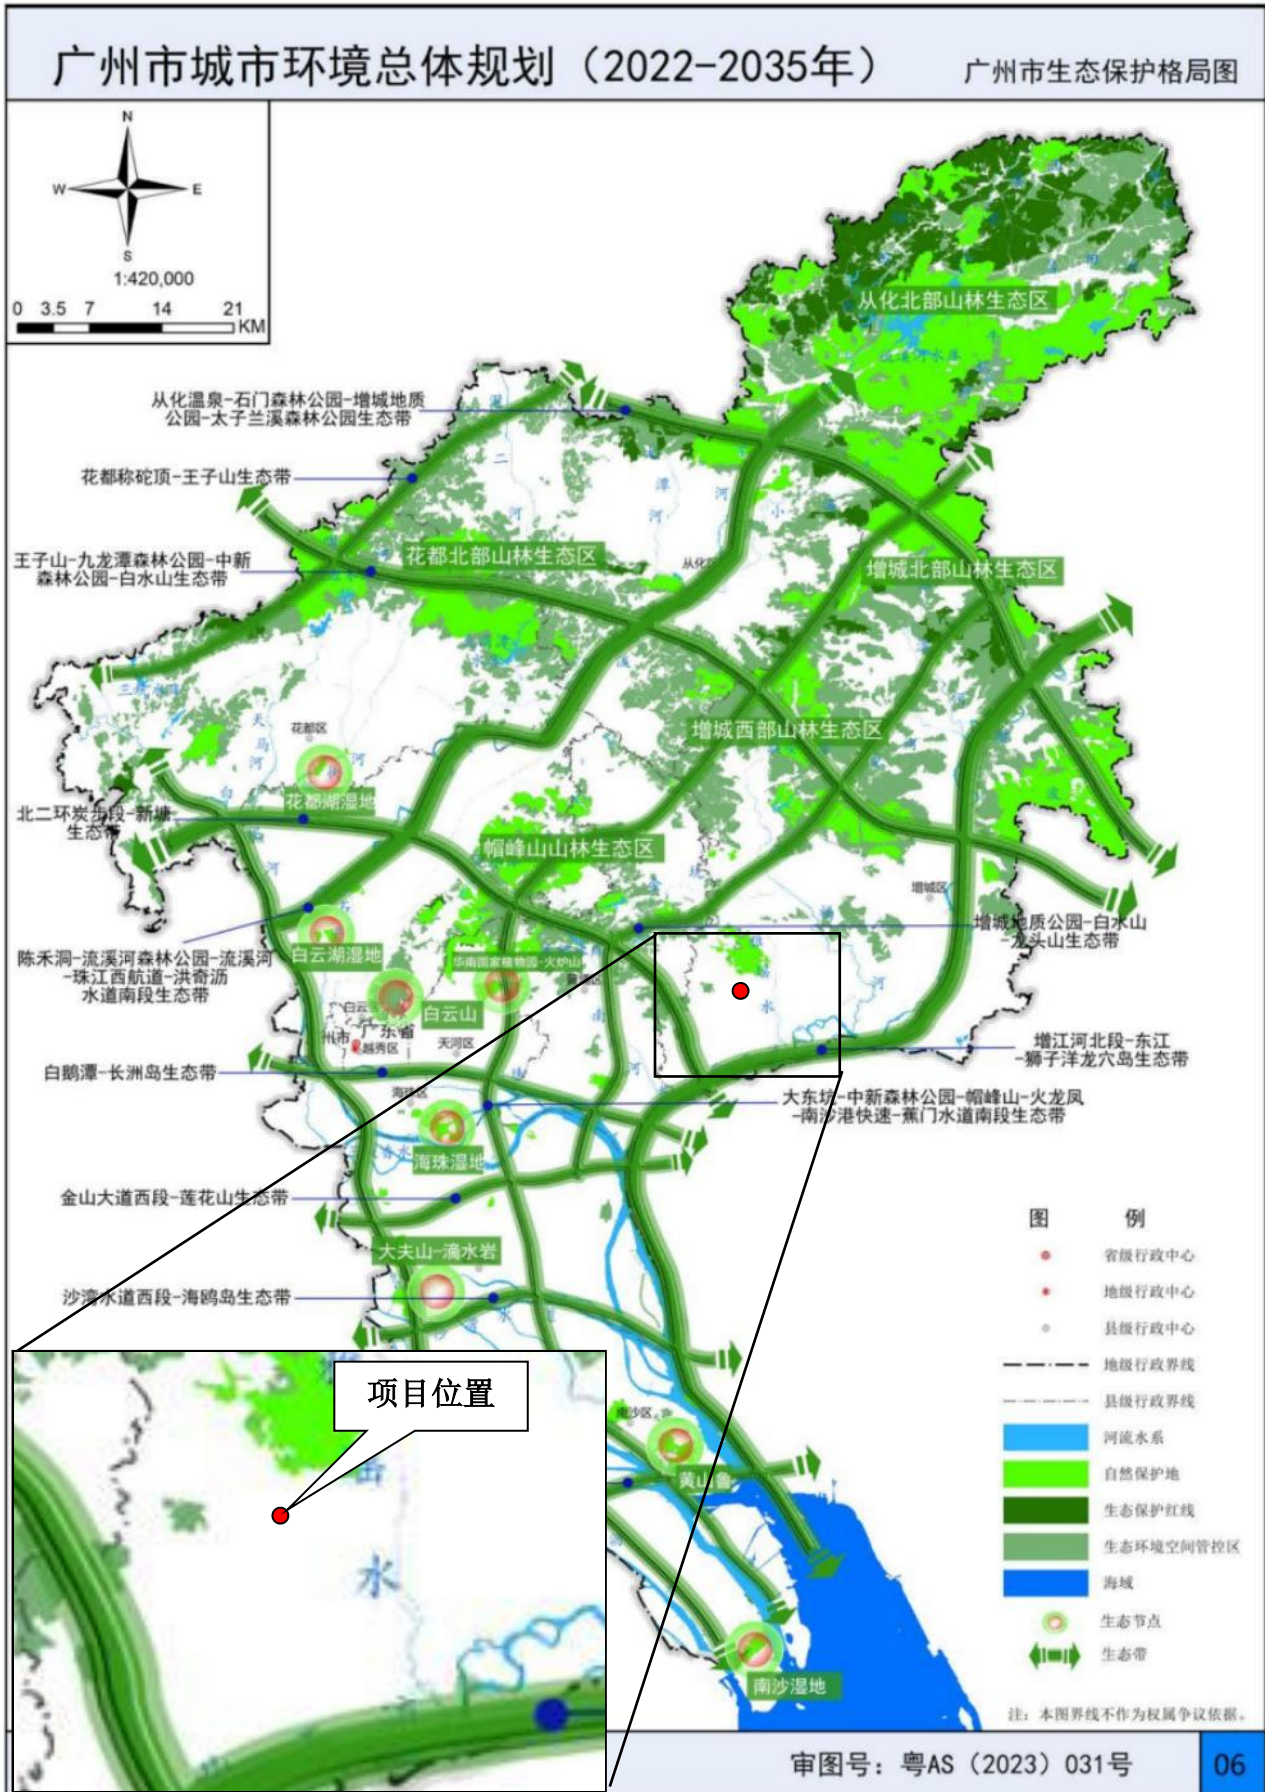 广州市城市环境总体规划（2022-2035年）
广州市生态保护格局图
N
W
E
S
1:420,000
0 3.5 7 14 21
KM
从化北部山林生态区
从化温泉-石门森林公园-增城地质
公园-太子兰溪森林公园生态带
花都称砣顶-王子山生态带
王子山-九龙潭森林公园-中新
森林公园-白水山生态带
花都北部山林生态区
增城北部山林生态区
增城西部山林生态区
花都区
花都湖湿地
北二环炭步段-新塘
生态带
帽峰山山林生态区
增城区
增城地质公园-白水山
-龙头山生态带
陈禾洞-流溪河森林公园-流溪河
-珠江西航道-洪奇沥
水道南段生态带
白云湖湿地
华南国家植物园-火炉山
白云山
广东省
越秀区
天河区
白鹅潭-长洲岛生态带
海珠区
增江河北段-东江
-狮子洋龙穴岛生态带
大东坑-中新森林公园-帽峰山-火龙凤
-南沙港快速-蕉门水道南段生态带
海珠湿地
金山大道西段-莲花山生态带
大夫山-滴水岩
沙湾水道西段-海鸥岛生态带
项目位置
水
南沙区
黄山鲁
南沙湿地
图 例
省级行政中心
地级行政中心
县级行政中心
地级行政界线
县级行政界线
河流水系
自然保护地
生态保护红线
生态环境空间管控区
海域
生态节点
生态带
注：本图界线不作为权属争议依据。
审图号：粤AS（2023）031号
06